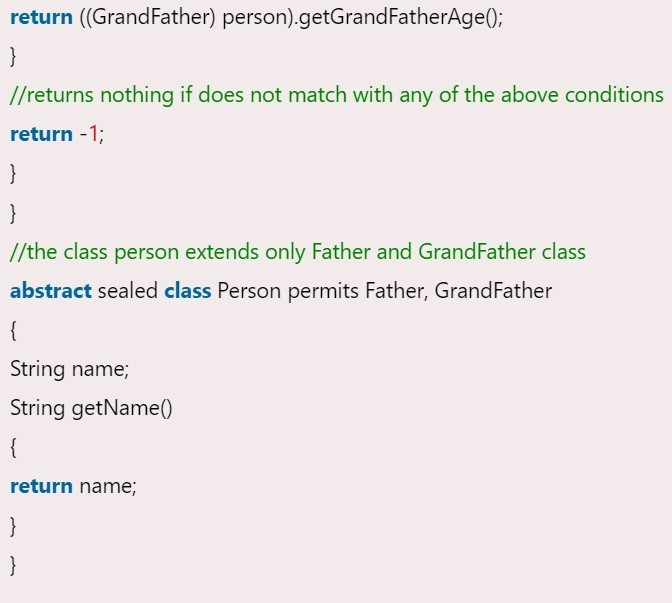 return ((GrandFather) person).getGrandFatherAge();
}
//returns nothing if does not match with any of the above conditions
return -1;
}
}
//the class person extends only Father and GrandFather class
abstract sealed class Person permits Father, GrandFather
{
String name;
String getName()
{
return name;
}
}